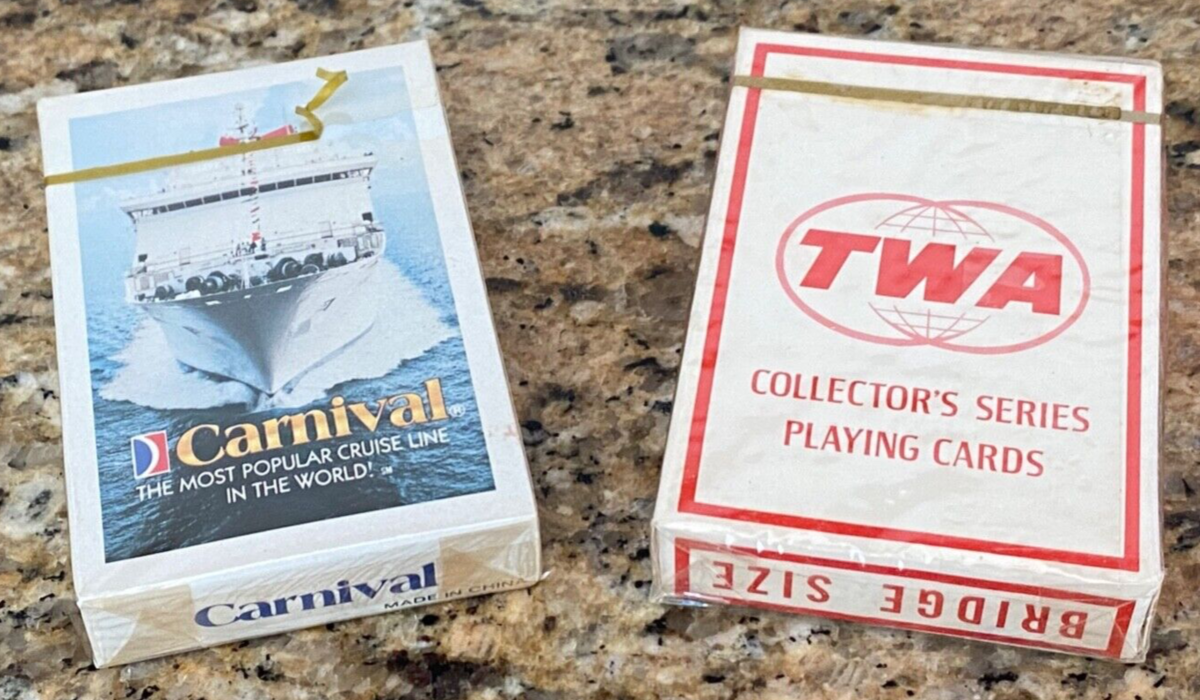 Carnival®
THE MOST POPULAR CRUISE LINE
IN THE WORLD! SM
Carnival
MADE IN CHINA
TWA
COLLECTOR'S SERIES
PLAYING CARDS
BRIDGE SIZE